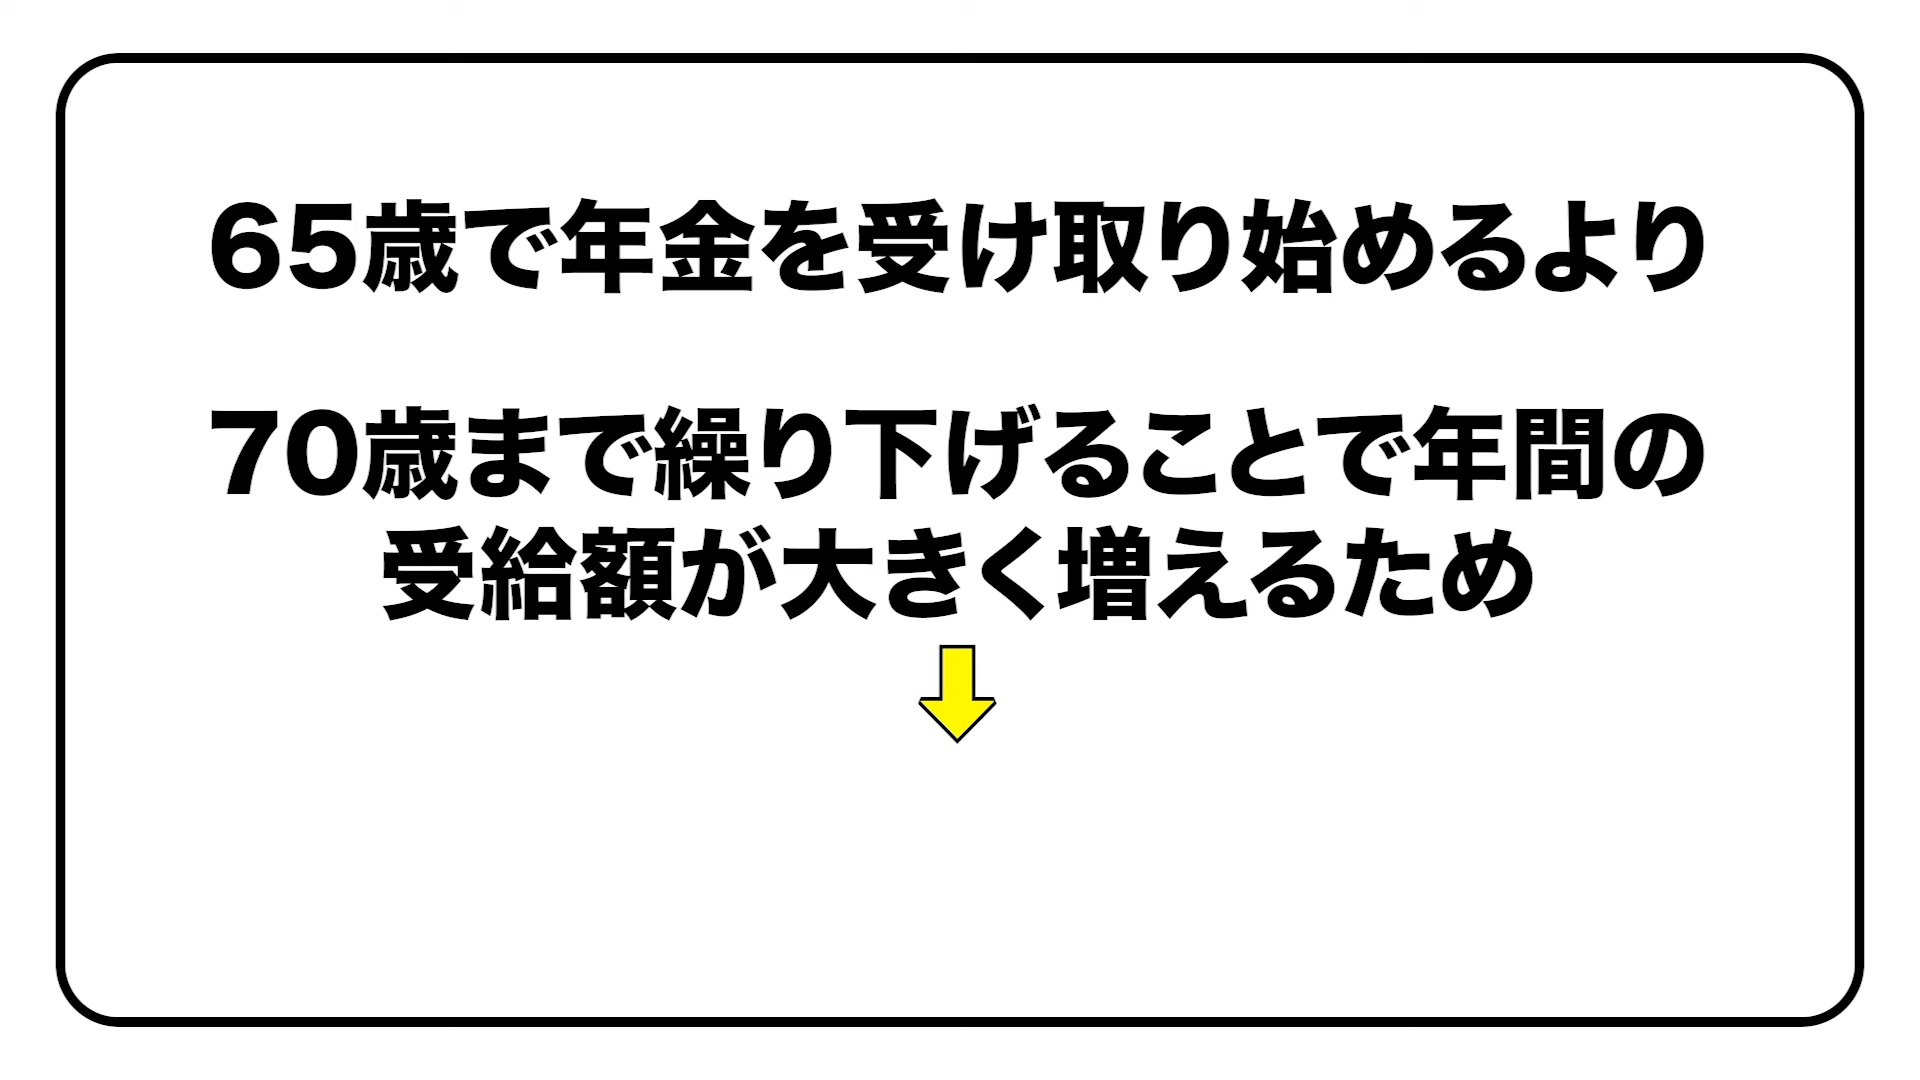 65歳で年金を受け取り始めるより
70歳まで繰り下げることで年間の
受給額が大きく増えるため